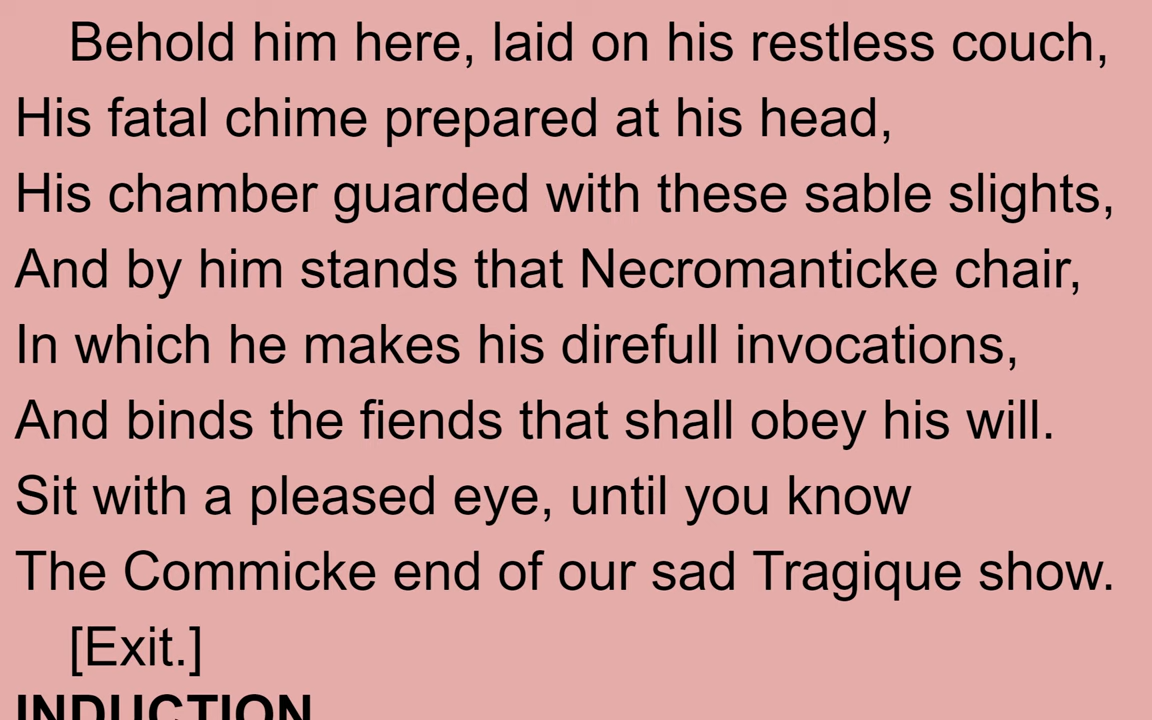 Behold him here, laid on his restless couch,
His fatal chime prepared at his head,
His chamber guarded with these sable slights,
And by him stands that Necromanticke chair,
In which he makes his direfull invocations,
And binds the fiends that shall obey his will.
Sit with a pleased eye, until you know
The Commicke end of our sad Tragique show.
[Exit.]
INDUCTION